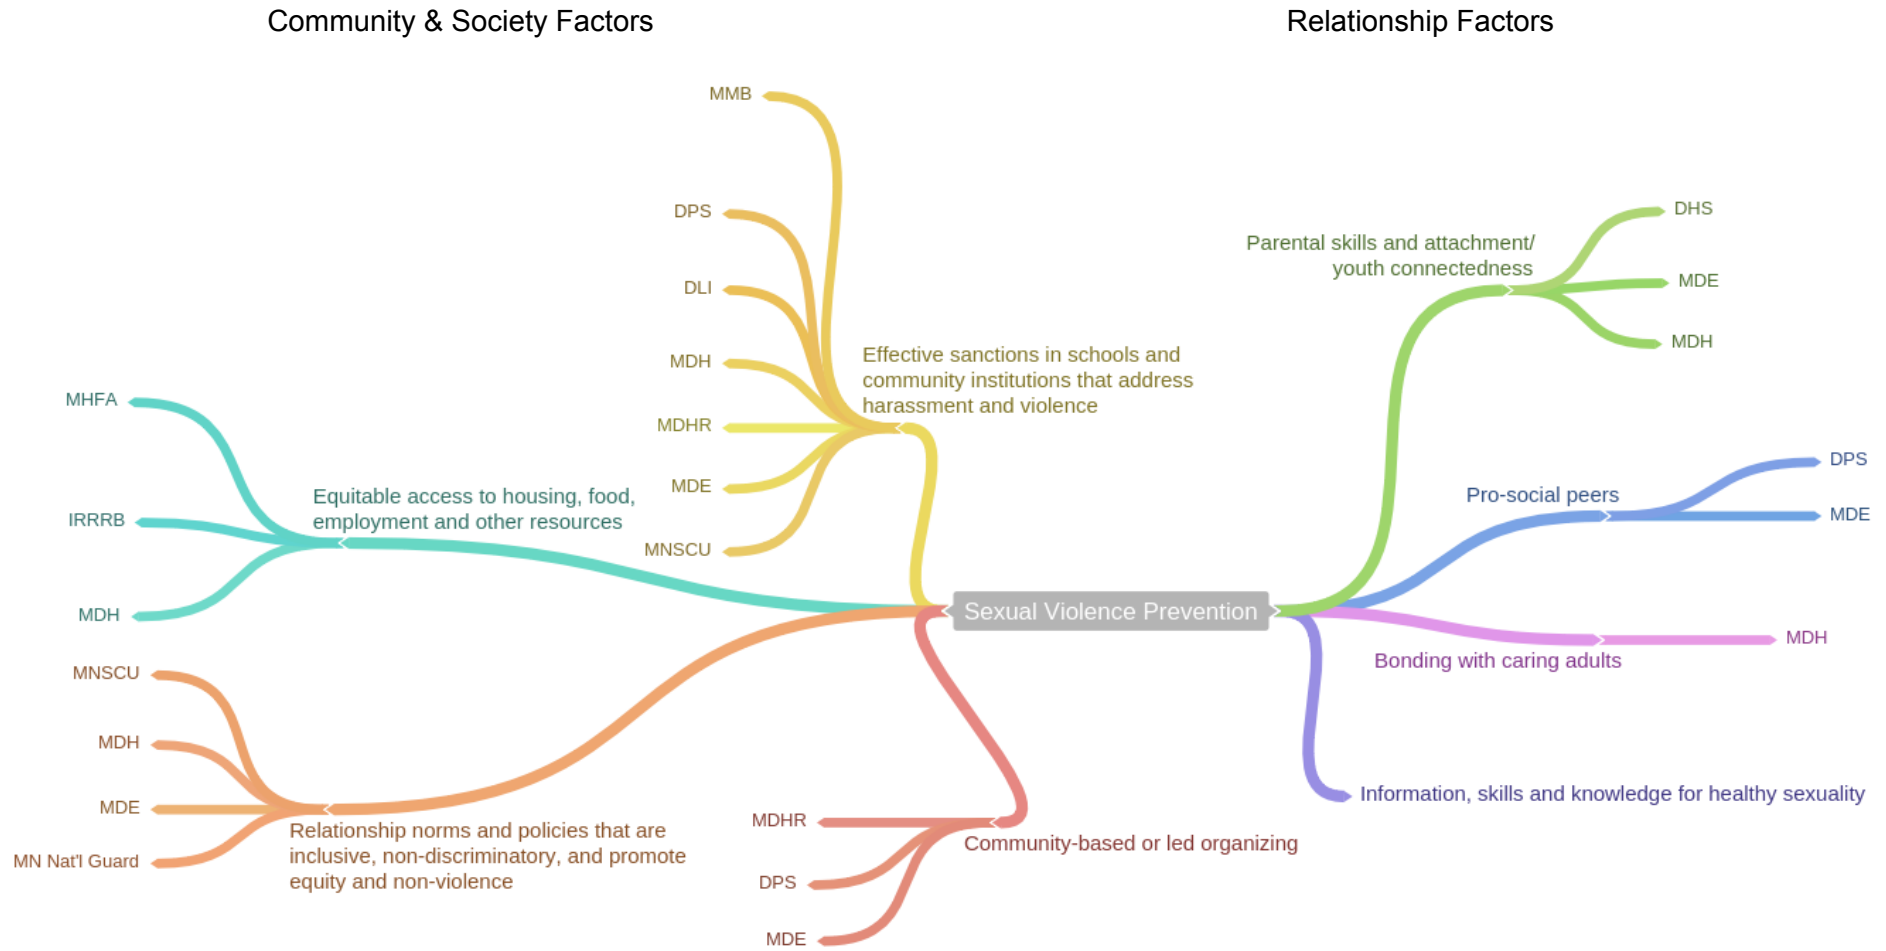 Community & Society Factors
Relationship Factors
MMB
DPS
DLI
MDH
MDHR
MDE
MNSCU
Effective sanctions in schools and
community institutions that address
harassment and violence
MHFA
IRRRB
MDH
Equitable access to housing, food,
employment and other resources
MNSCU
MDH
MDE
MN Nat'l Guard
Relationship norms and policies that are
inclusive, non-discriminatory, and promote
equity and non-violence
MDHR
DPS
MDE
Community-based or led organizing
Sexual Violence Prevention
Parental skills and attachment/
youth connectedness
DHS
MDE
MDH
Pro-social peers
DPS
MDE
Bonding with caring adults
MDH
Information, skills and knowledge for healthy sexuality